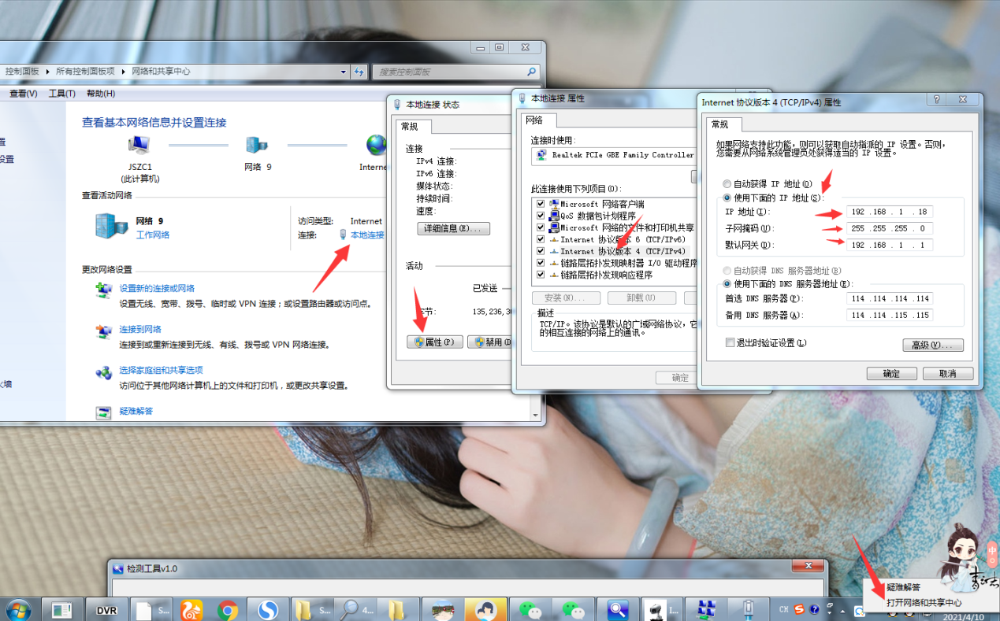 控制面板 ▸ 所有控制面板项 ▸ 网络和共享中心
搜索控制面板
查看(V) 工具(T) 帮助(H)
查看基本网络信息并设置连接
JSZC1
(此计算机)
网络 9
Interne
查看活动网络
网络 9
工作网络
访问类型: Internet
连接: 本地连接
更改网络设置
设置新的连接或网络
设置无线、宽带、拨号、临时或 VPN 连接；或设置路由器或访问点。
连接到网络
连接到或重新连接到无线、有线、拨号或 VPN 网络连接。
选择家庭组和共享选项
访问位于其他网络计算机上的文件和打印机，或更改共享设置。
疑难解答
置
设置
火墙
本地连接 状态
常规
连接
IPv4 连接:
IPv6 连接:
媒体状态:
持续时间:
速度:
详细信息(E)...
活动
已发送
字节:
135, 236, 3
属性(P)
禁用(D
本地连接 属性
网络
连接时使用:
Realtek PCIe GBE Family Controller
此连接使用下列项目(O):
Microsoft 网络客户端
QoS 数据包计划程序
Microsoft 网络的文件和打印机共享
Internet 协议版本 6 (TCP/IPv6)
Internet 协议版本 4 (TCP/IPv4)
链路层拓扑发现映射器 I/O 驱动程序
链路层拓扑发现响应程序
安装(N)...
卸载(U)
描述
TCP/IP。该协议是默认的广域网络协议，它
的相互连接的网络上的通讯。
确定
Internet 协议版本 4 (TCP/IPv4) 属性
常规
如果网络支持此功能，则可以获取自动指派的 IP 设置。否则，
您需要从网络系统管理员处获得适当的 IP 设置。
自动获得 IP 地址(O)
使用下面的 IP 地址(S):
IP 地址(I): 192 .168 . 1 . 18
子网掩码(U): 255 .255 .255 . 0
默认网关(D): 192 .168 . 1 . 1
自动获得 DNS 服务器地址(B)
使用下面的 DNS 服务器地址(E):
首选 DNS 服务器(P): 114 .114 .114 .114
备用 DNS 服务器(A): 114 .114 .115 .115
退出时验证设置(L)
高级(V)...
确定
取消
检测工具v1.0
中
疑难解答
打开网络和共享中心
DVR
S...
S...
4...
I...
CH
2021/4/10